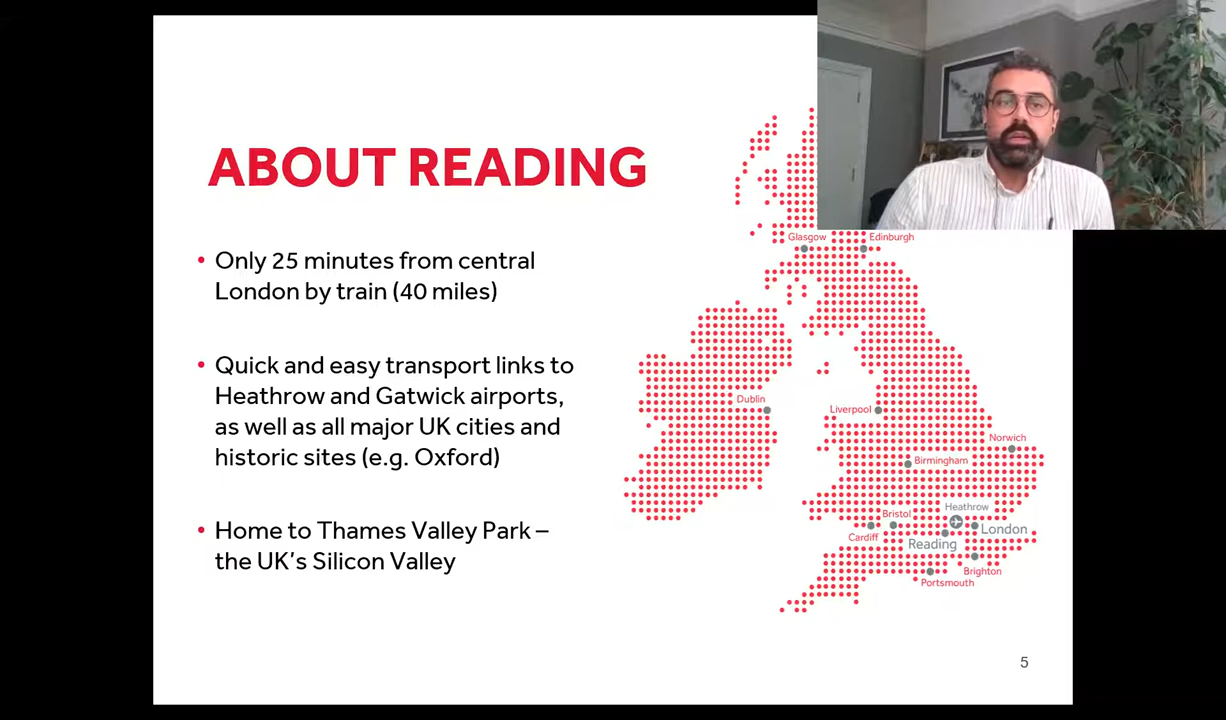 ABOUT READING
• Only 25 minutes from central
London by train (40 miles)
• Quick and easy transport links to
Heathrow and Gatwick airports,
as well as all major UK cities and
historic sites (e.g. Oxford)
• Home to Thames Valley Park –
the UK’s Silicon Valley
Glasgow
Edinburgh
Dublin
Liverpool
Norwich
Birmingham
Heathrow
Bristol
London
Cardiff
Reading
Brighton
Portsmouth
5